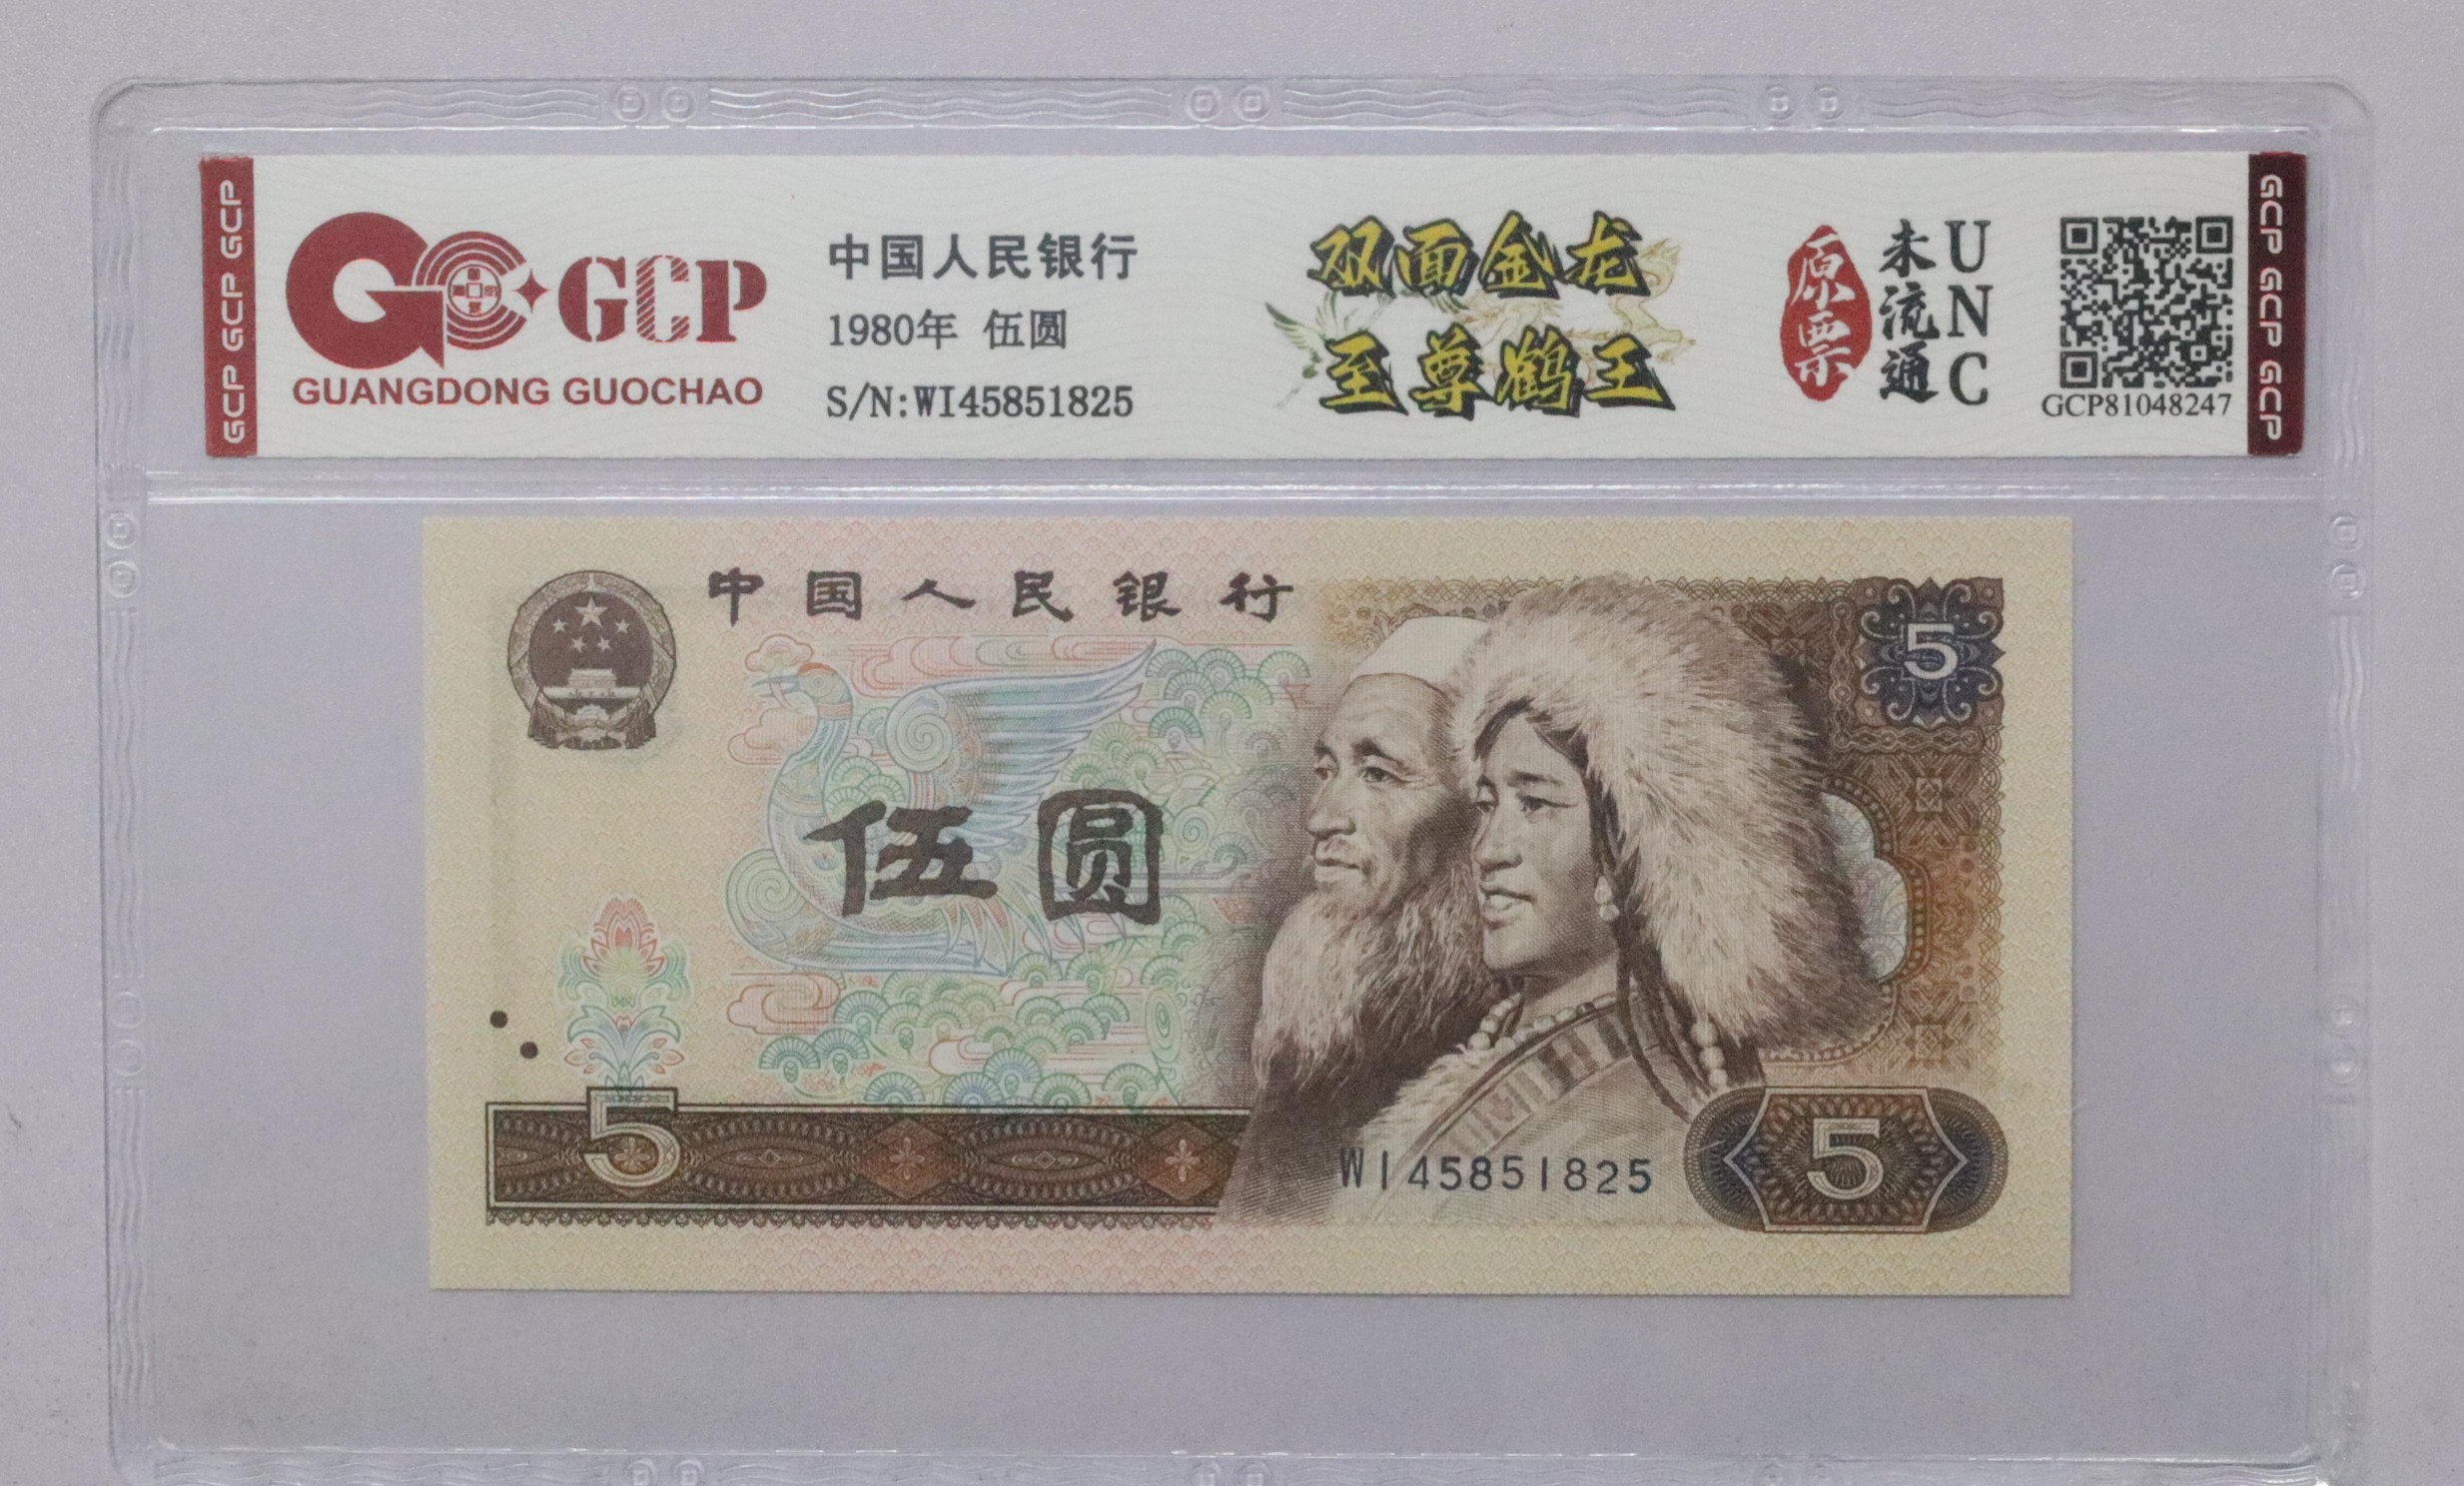 GCP GCP GCP
GCP
GUANGDONG GUOCHAO
中国人民银行
1980年 伍圆
S/N:WI45851825
双面金龙
至尊鹤王
原票
未流通
UNC
GCP81048247
GCP GCP GCP
中国人民银行
5
伍圆
5
WI45851825
5